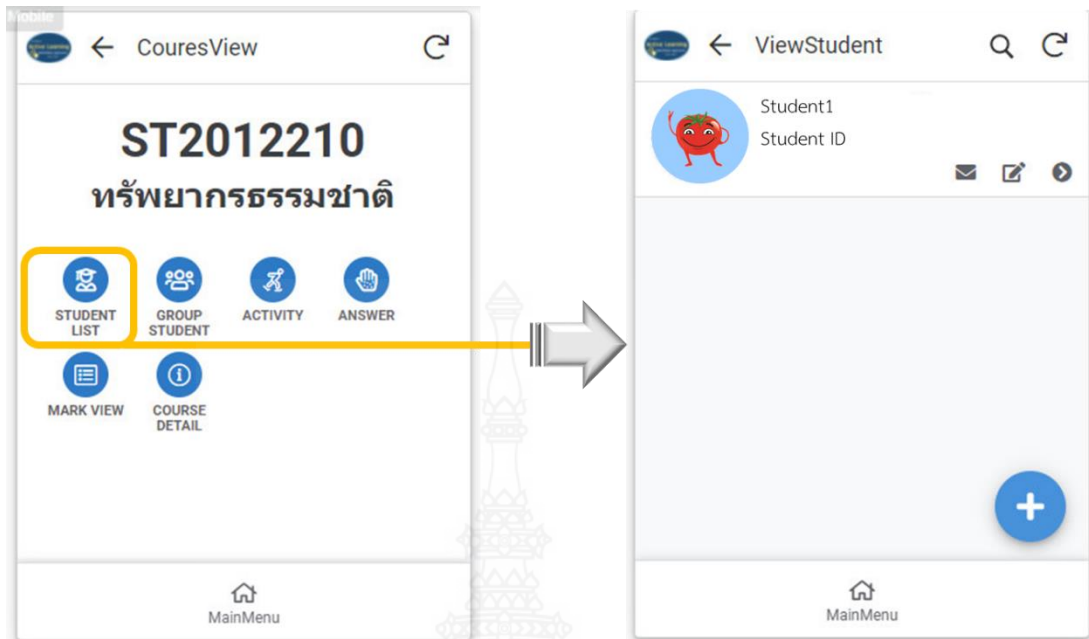 Mobile
CouresView
ST2012210
ทรัพยากรธรรมชาติ
STUDENT LIST
GROUP STUDENT
ACTIVITY
ANSWER
MARK VIEW
COURSE DETAIL
MainMenu
ViewStudent
Student1
Student ID
MainMenu